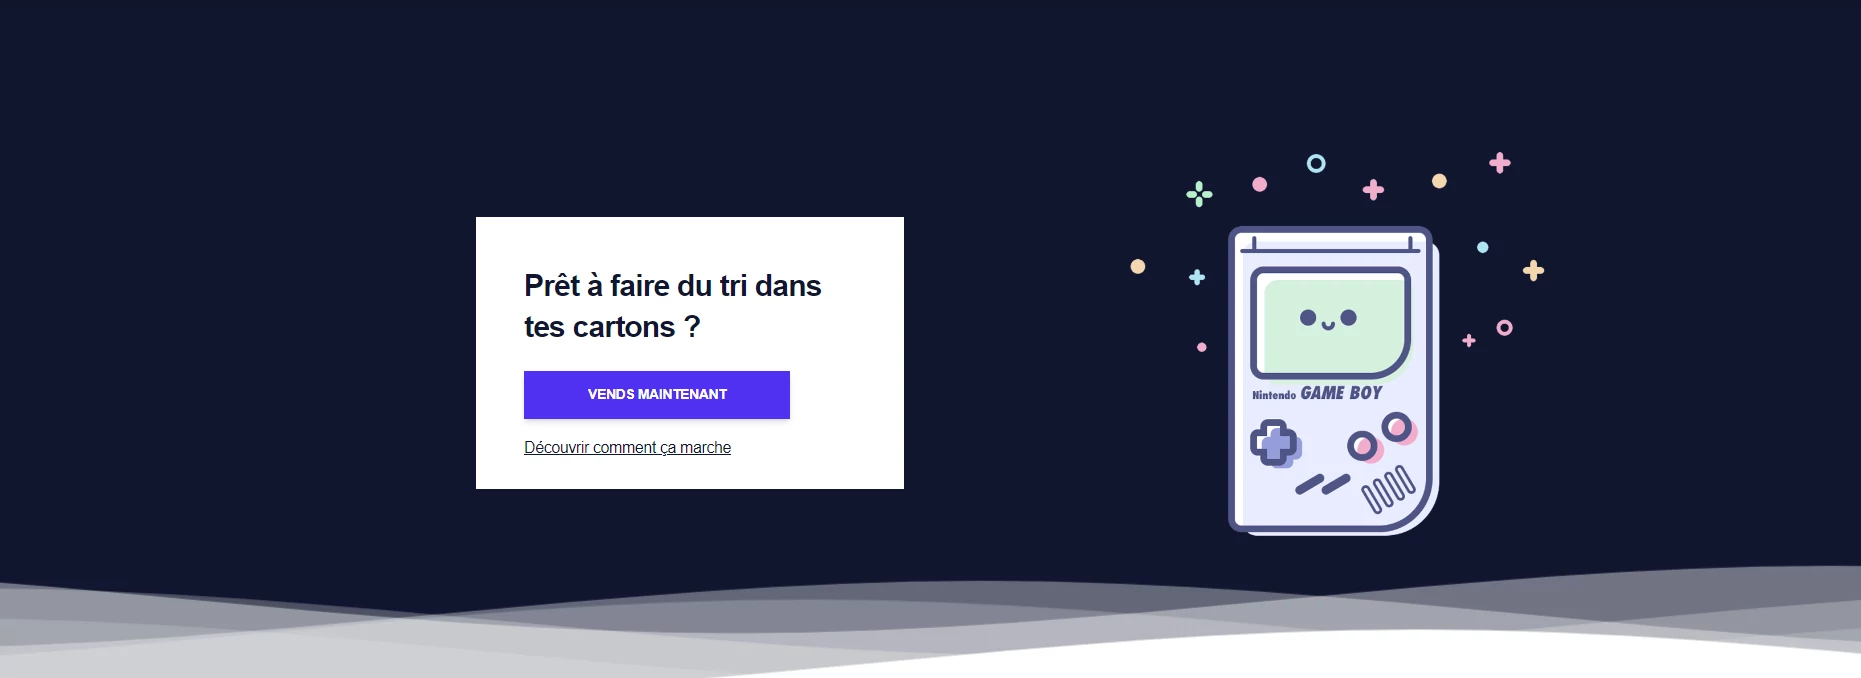 Prêt à faire du tri dans
tes cartons ?
VENDS MAINTENANT
Découvrir comment ça marche
Nintendo GAME BOY